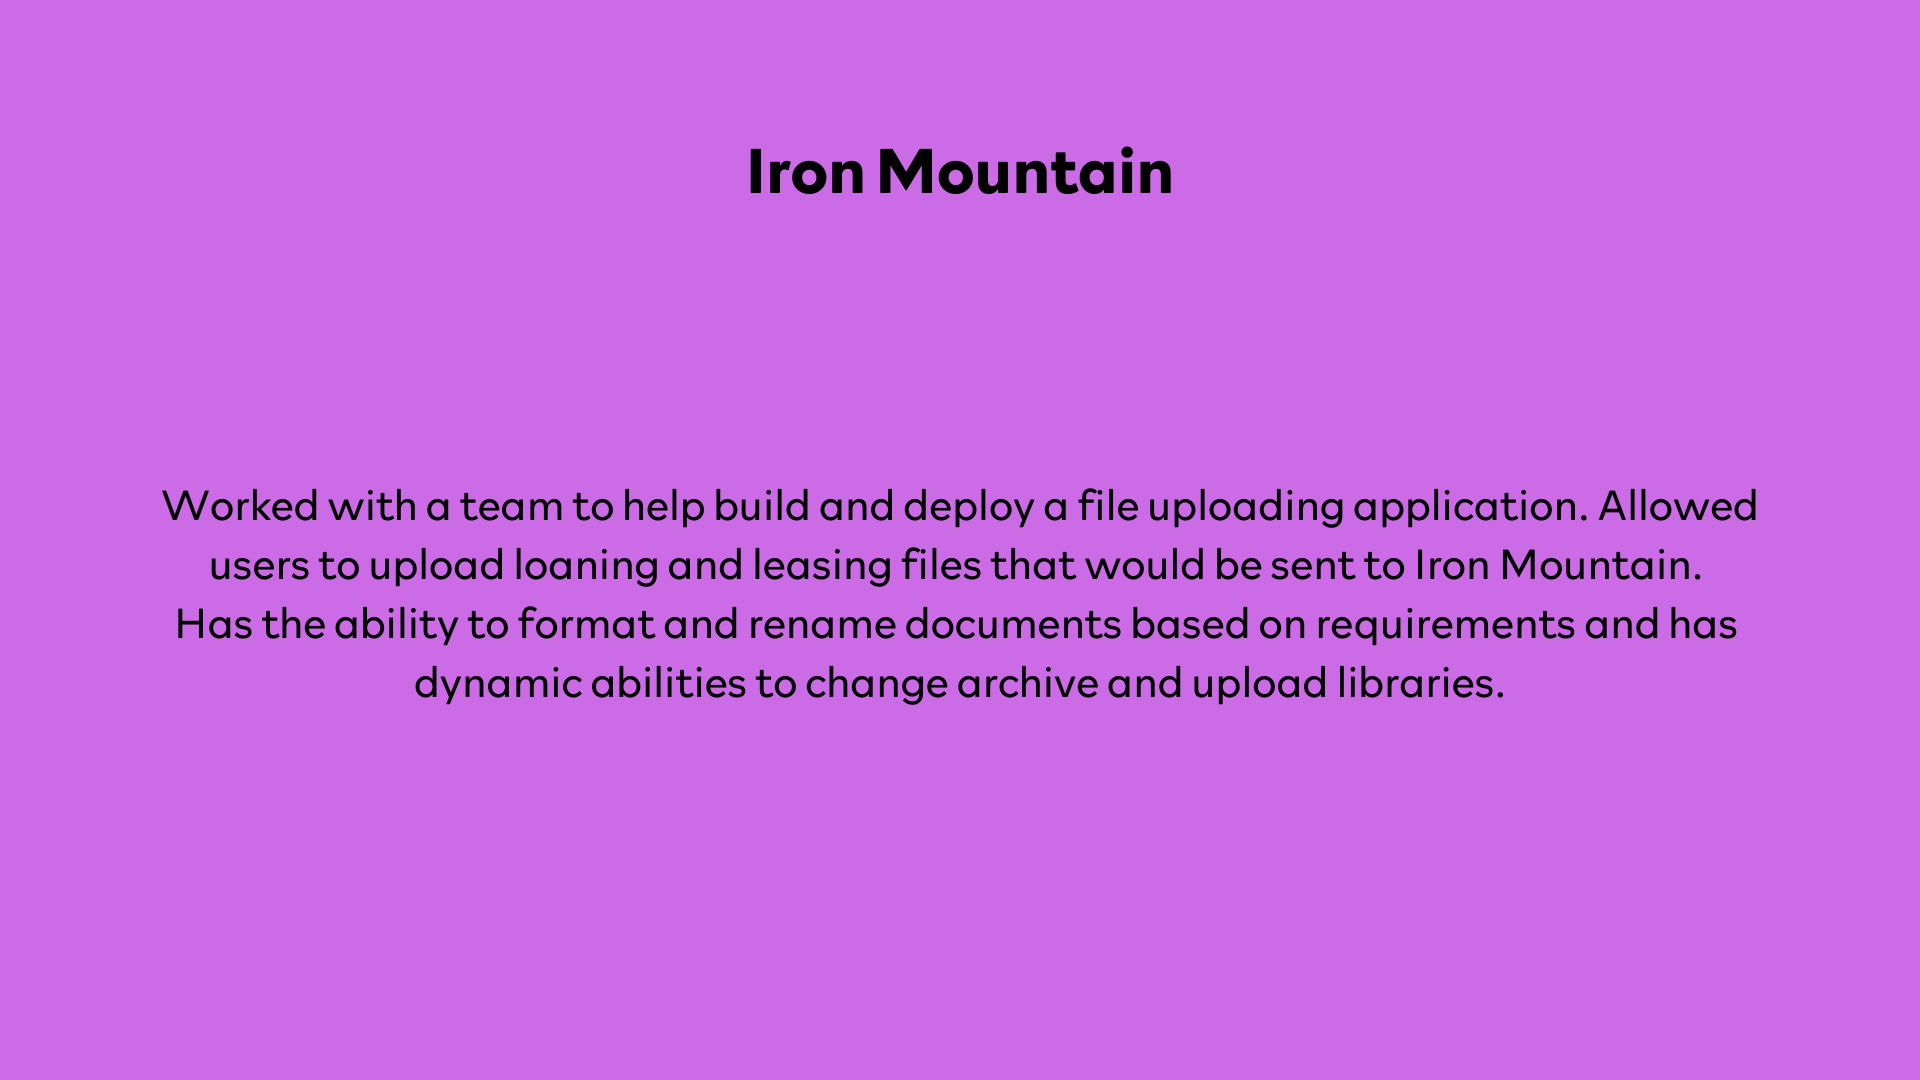 Iron Mountain
Worked with a team to help build and deploy a file uploading application. Allowed
users to upload loaning and leasing files that would be sent to Iron Mountain.
Has the ability to format and rename documents based on requirements and has
dynamic abilities to change archive and upload libraries.